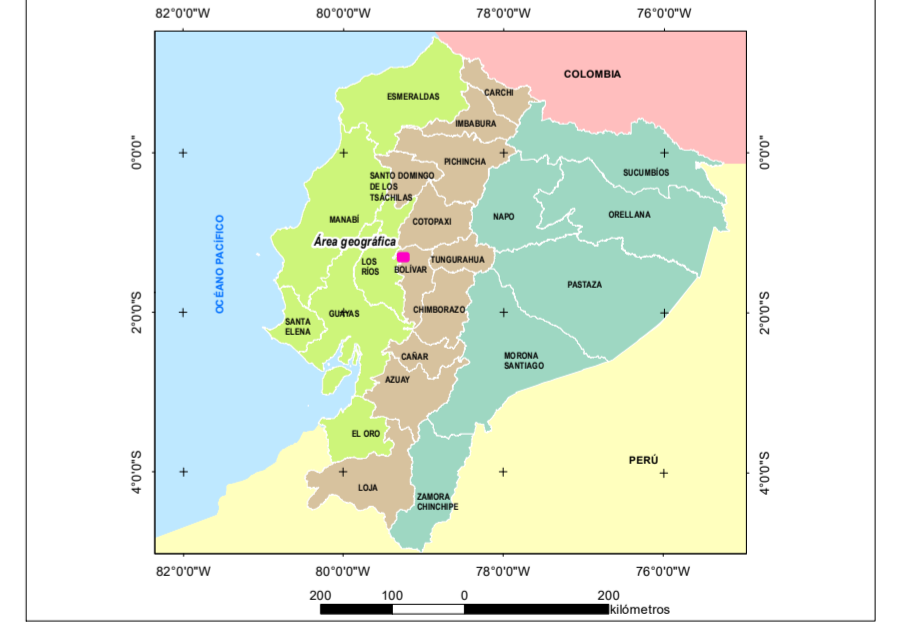 82°0'0"W 80°0'0"W 78°0'0"W 76°0'0"W
COLOMBIA
CARCHI
ESMERALDAS
IMBABURA
0°0'0"
0°0'0"
PICHINCHA
SANTO DOMINGO
DE LOS
TSÁCHILAS
SUCUMBÍOS
ORELLANA
NAPO
MANABÍ
COTOPAXI
OCÉANO PACÍFICO
Área geográfica
LOS
RÍOS
BOLÍVAR
TUNGURAHUA
PASTAZA
2°0'0"S
2°0'0"S
CHIMBORAZO
GUAYAS
SANTA
ELENA
CAÑAR
MORONA
SANTIAGO
AZUAY
EL ORO
PERÚ
4°0'0"S
4°0'0"S
LOJA
ZAMORA
CHINCHIPE
82°0'0"W 80°0'0"W 78°0'0"W 76°0'0"W
200 100 0 200
kilómetros